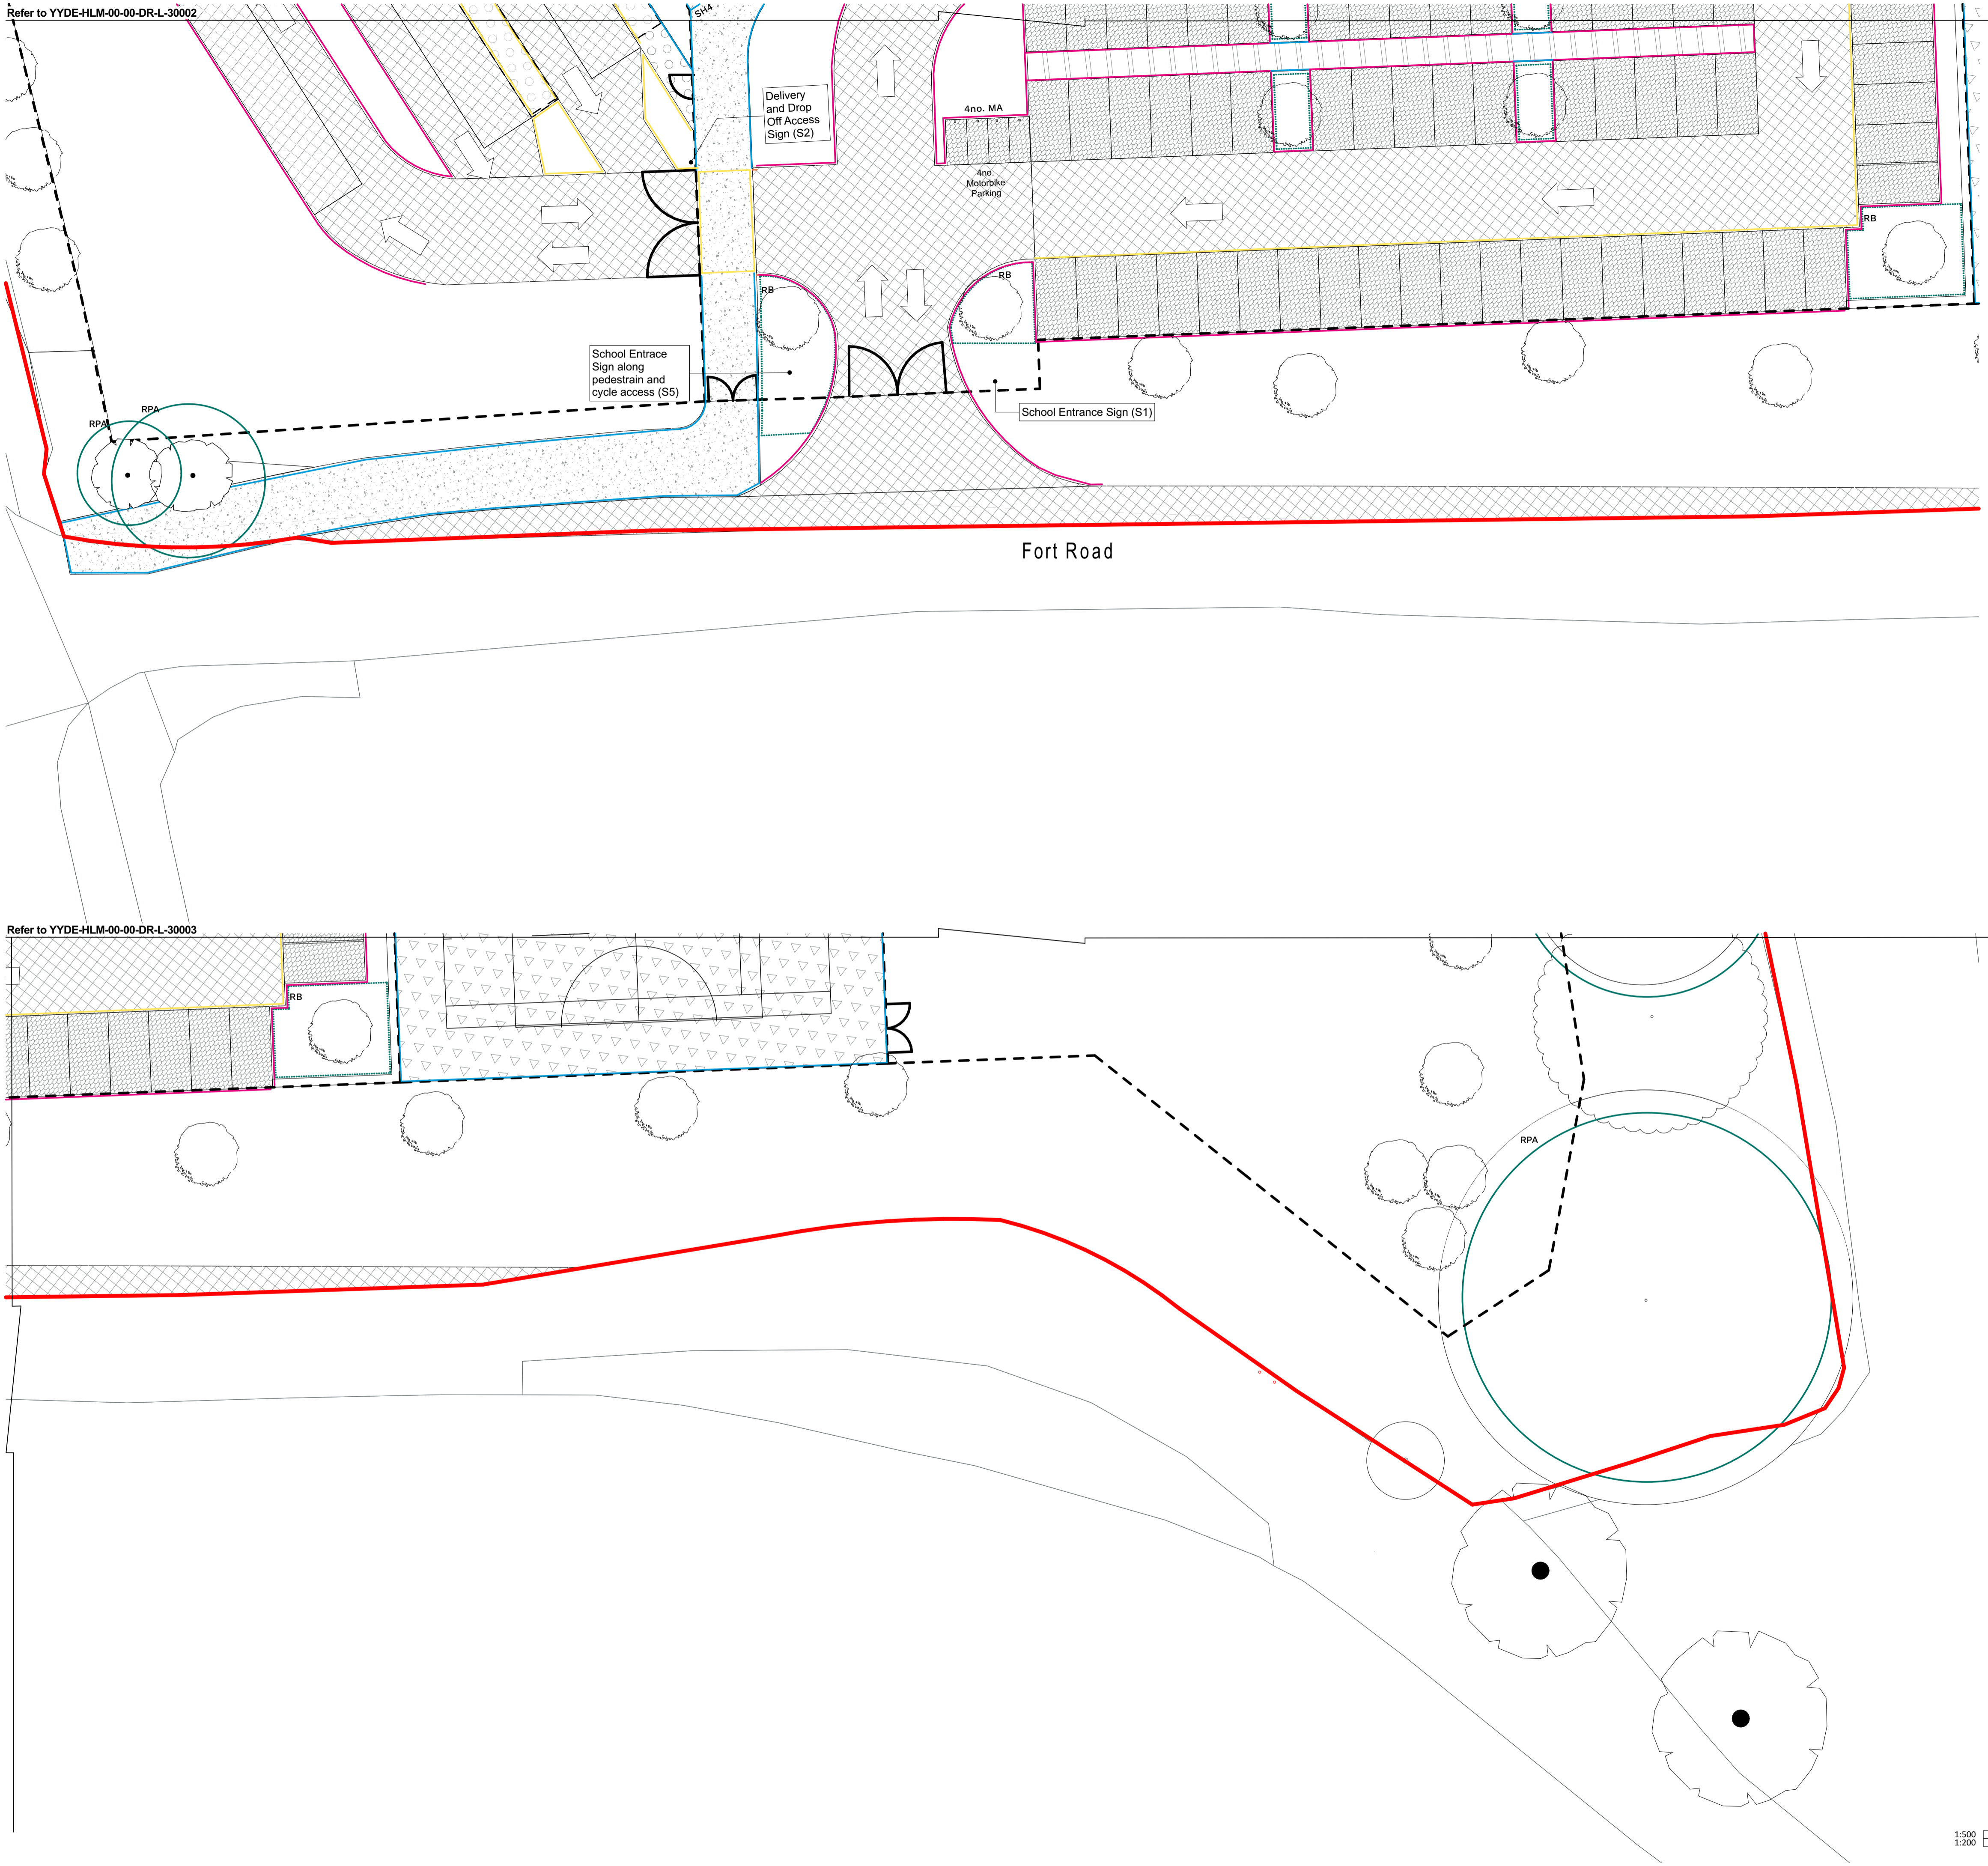 Refer to YYDE-HLM-00-00-DR-L-30002
SH4
Delivery
and Drop
Off Access
Sign (S2)
4no. MA
4no.
Motorbike
Parking
RB
RB
RB
School Entrace
Sign along
pedestrain and
cycle access (S5)
School Entrance Sign (S1)
RPA
RPA
Fort Road
Refer to YYDE-HLM-00-00-DR-L-30003
RB
RPA
1:500
1:200